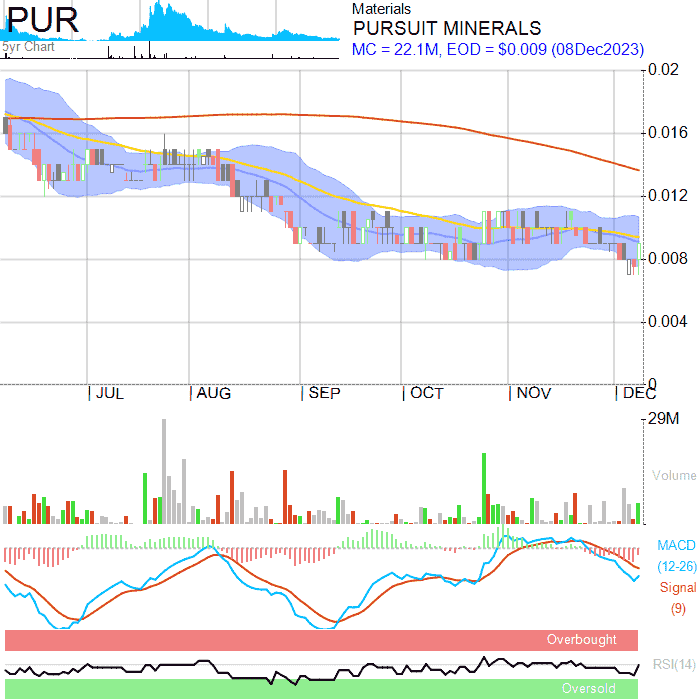 PUR
5yr Chart
Materials
PURSUIT MINERALS
MC = 22.1M, EOD = $0.009 (08Dec2023)
0.02
0.016
0.012
0.008
0.004
0
JUL AUG SEP OCT NOV DEC
29M
Volume
MACD
(12-26)
Signal
(9)
Overbought
RSI(14)
Oversold